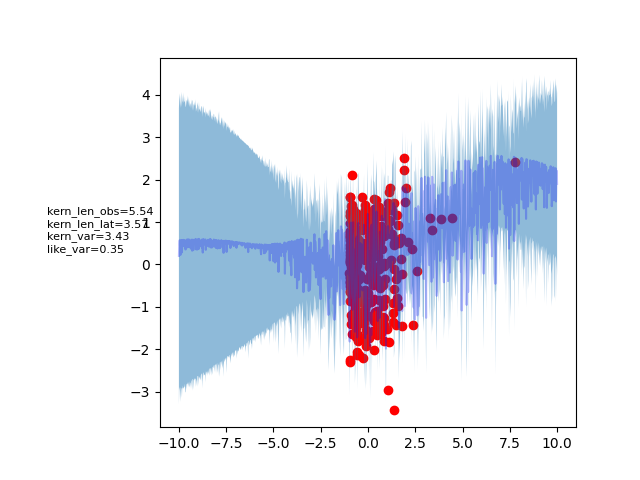 4
3
2
kern_len_obs=5.54
1
kern_len_lat=3.51
kern_var=3.43
like_var=0.35
0
−1
−2
−3
−10.0 −7.5 −5.0 −2.5 0.0 2.5 5.0 7.5 10.0